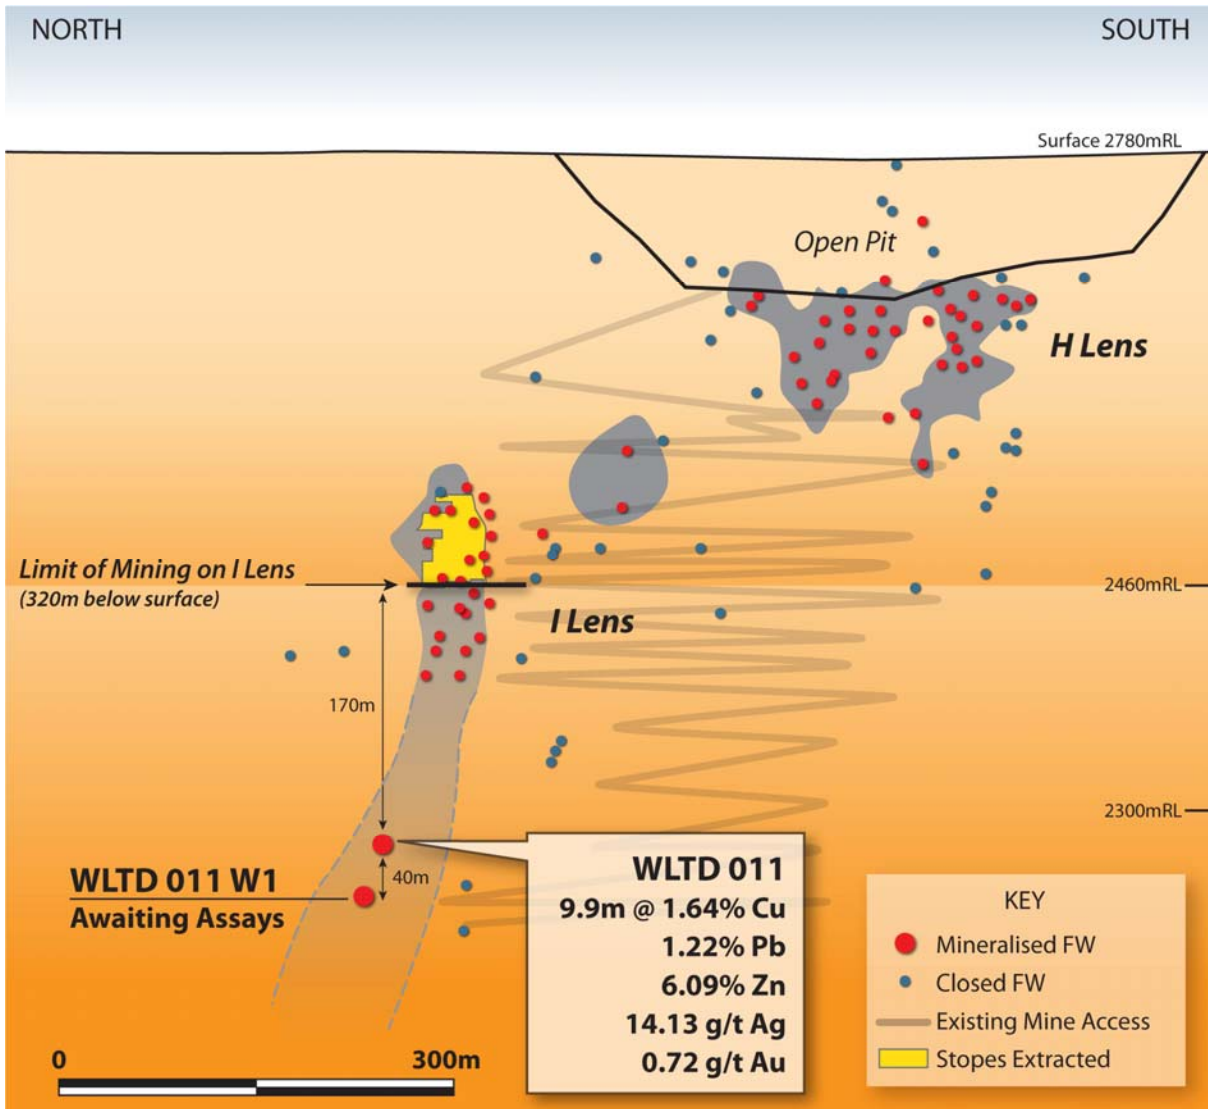 NORTH
SOUTH
Surface 2780mRL
Open Pit
H Lens
Limit of Mining on I Lens
(320m below surface)
2460mRL
I Lens
170m
2300mRL
WLTD 011 W1
Awaiting Assays
40m
WLTD 011
9.9m @ 1.64% Cu
1.22% Pb
6.09% Zn
14.13 g/t Ag
0.72 g/t Au
KEY
Mineralised FW
Closed FW
Existing Mine Access
Stopes Extracted
0
300m